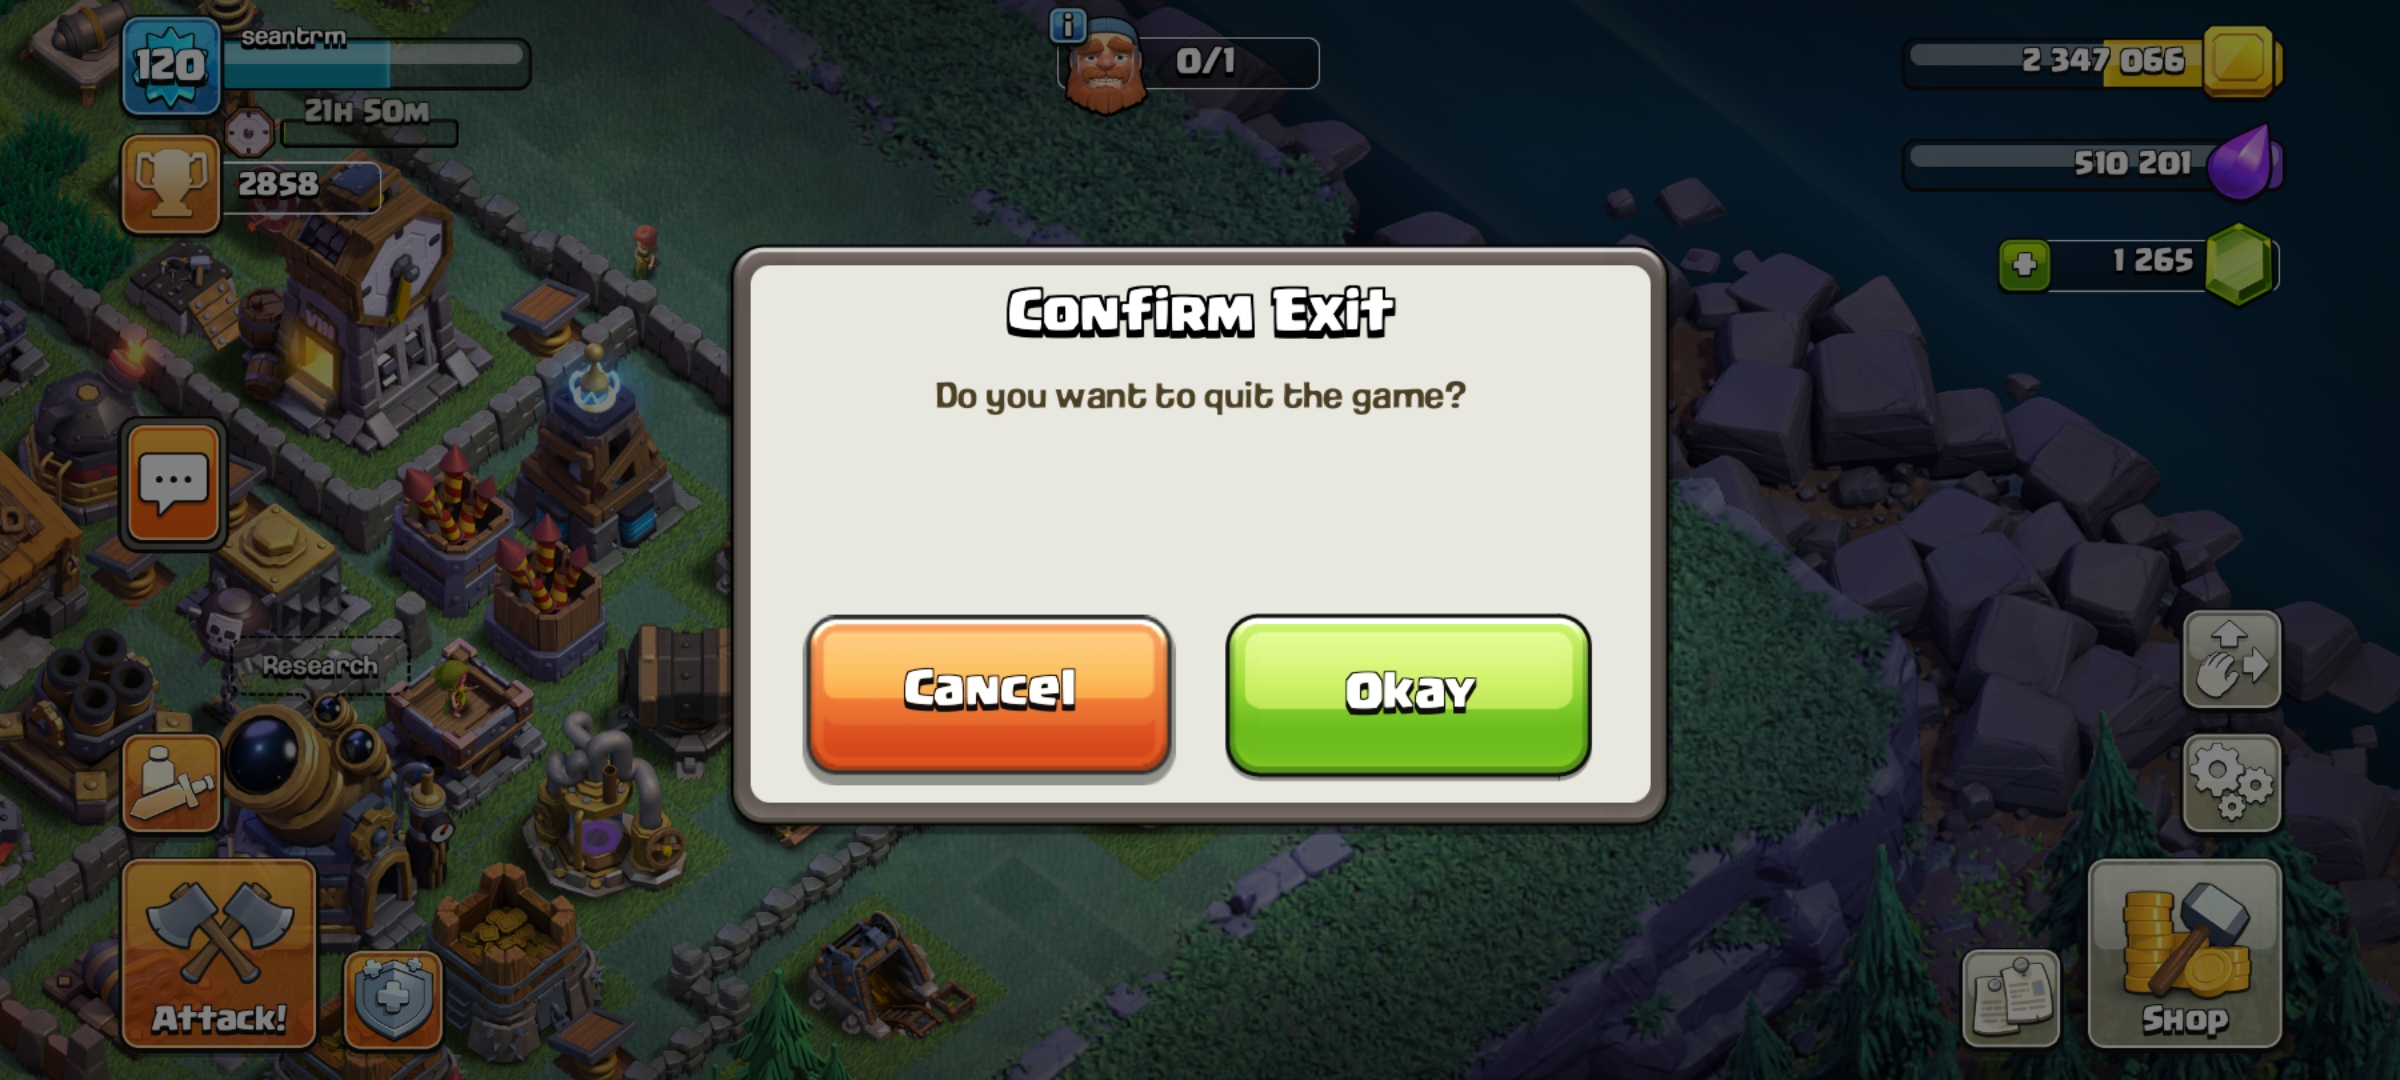 120
seantrm
21H 50M
2858
i
0/1
2 347 066
510 201
1 265
VIII
Confirm Exit
Do you want to quit the game?
Research
Cancel
Okay
Attack!
Shop